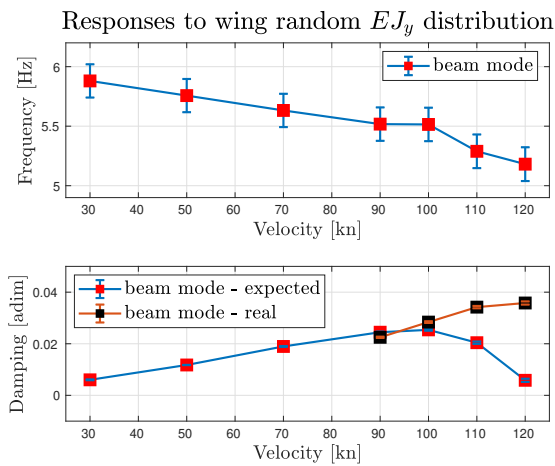 Responses to wing random EJy distribution
Frequency [Hz]
6
5.5
5
beam mode
30 40 50 60 70 80 90 100 110 120
Velocity [kn]
Damping [adim]
0.04
0.02
0
beam mode - expected
beam mode - real
30 40 50 60 70 80 90 100 110 120
Velocity [kn]